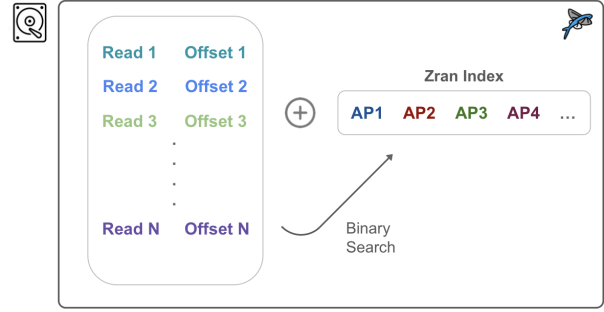 Read 1 Offset 1
Read 2 Offset 2
Read 3 Offset 3
.
.
.
.
Read N Offset N
Zran Index
AP1 AP2 AP3 AP4 ...
Binary
Search